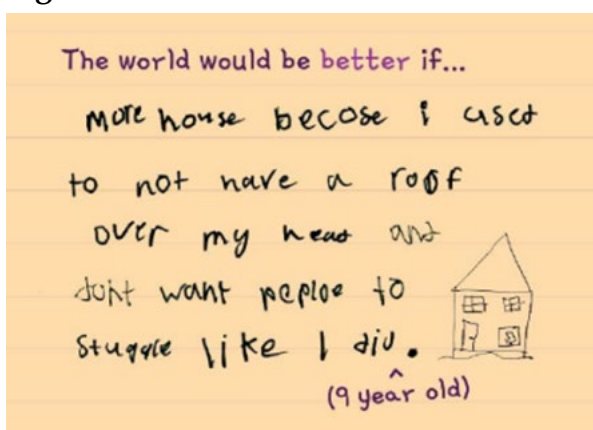 The world would be better if...
more house becose i used
to not have a roof
over my head and
dont want peploe to
stuggle like I did.
(9 year old)